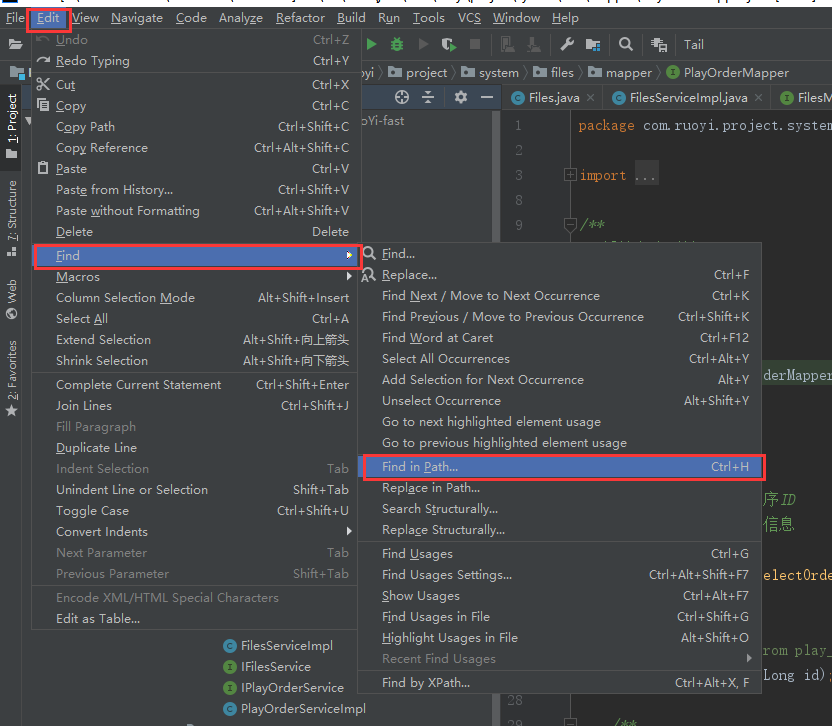 File Edit View Navigate Code Analyze Refactor Build Run Tools VCS Window Help
Tail
oyi project system files mapper PlayOrderMapper
Files.java FilesServiceImpl.java FilesM
oYi-fast
1: Project
7: Structure
Web
2: Favorites
Undo Ctrl+Z
Redo Typing Ctrl+Y
Cut Ctrl+X
Copy Ctrl+C
Copy Path Ctrl+Shift+C
Copy Reference Ctrl+Alt+Shift+C
Paste Ctrl+V
Paste from History... Ctrl+Shift+V
Paste without Formatting Ctrl+Alt+Shift+V
Delete Delete
Find
Macros
Column Selection Mode Alt+Shift+Insert
Select All Ctrl+A
Extend Selection Alt+Shift+向上箭头
Shrink Selection Alt+Shift+向下箭头
Complete Current Statement Ctrl+Shift+Enter
Join Lines Ctrl+Shift+J
Fill Paragraph
Duplicate Line
Indent Selection Tab
Unindent Line or Selection Shift+Tab
Toggle Case Ctrl+Shift+U
Convert Indents
Next Parameter Tab
Previous Parameter Shift+Tab
Encode XML/HTML Special Characters
Edit as Table...
Find...
Replace... Ctrl+F
Find Next / Move to Next Occurrence Ctrl+K
Find Previous / Move to Previous Occurrence Ctrl+Shift+K
Find Word at Caret Ctrl+F12
Select All Occurrences Ctrl+Alt+Y
Add Selection for Next Occurrence Alt+Y
Unselect Occurrence Alt+Shift+Y
Go to next highlighted element usage
Go to previous highlighted element usage
Find in Path... Ctrl+H
Replace in Path...
Search Structurally...
Replace Structurally...
Find Usages Ctrl+G
Find Usages Settings... Ctrl+Alt+Shift+F7
Show Usages Ctrl+Alt+F7
Find Usages in File Ctrl+Shift+G
Highlight Usages in File Alt+Shift+O
Recent Find Usages
Find by XPath... Ctrl+Alt+X, F
FilesServiceImpl
IFilesService
IPlayOrderService
PlayOrderServiceImpl
1 package com.ruoyi.project.system
2
3 import ...
8
9 /**
derMapper
序ID
信息
electOrde
rom play_
Long id);
28
29 /**